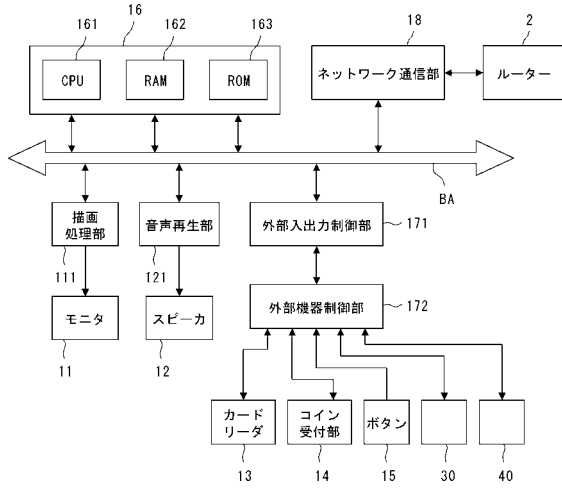 16
161
162
163
18
2
CPU
RAM
ROM
ネットワーク通信部
ルーター
BA
描画
処理部
音声再生部
外部入出力制御部
111
121
171
モニタ
スピーカ
外部機器制御部
11
12
172
カード
リーダ
コイン
受付部
ボタン
13
14
15
30
40